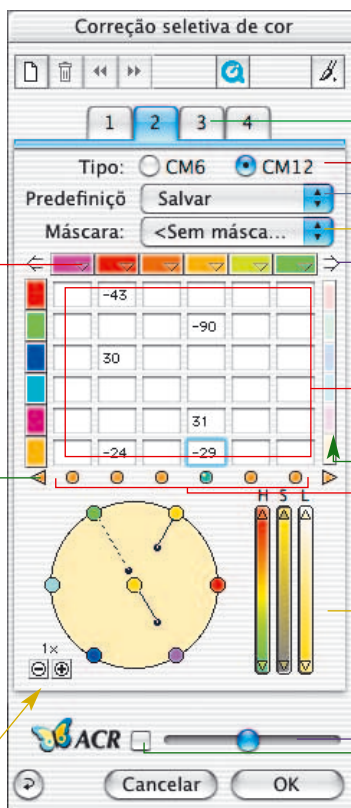 Correção seletiva de cor
1 2 3 4
Tipo: CM6 CM12
Predefiniçõ Salvar
Máscara: <Sem másca...
-43
-90
30
31
-24 -29
H S L
1x
ACR
Cancelar OK